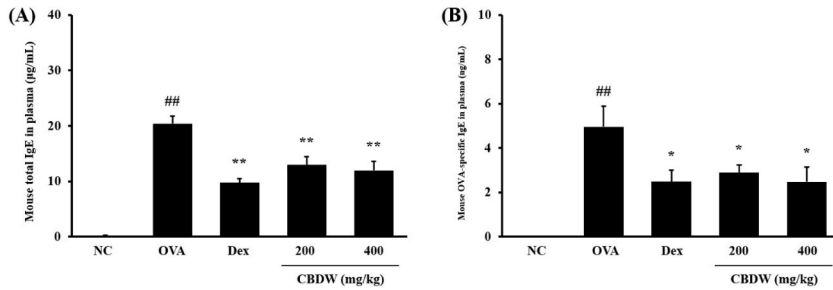 (A)
Mouse total IgE in plasma (µg/mL)
40
30
20
10
0
##
**
**
**
NC OVA Dex 200 400
CBDW (mg/kg)
(B)
Mouse OVA-specific IgE in plasma (ng/mL)
10
8
6
4
2
0
##
*
*
*
NC OVA Dex 200 400
CBDW (mg/kg)